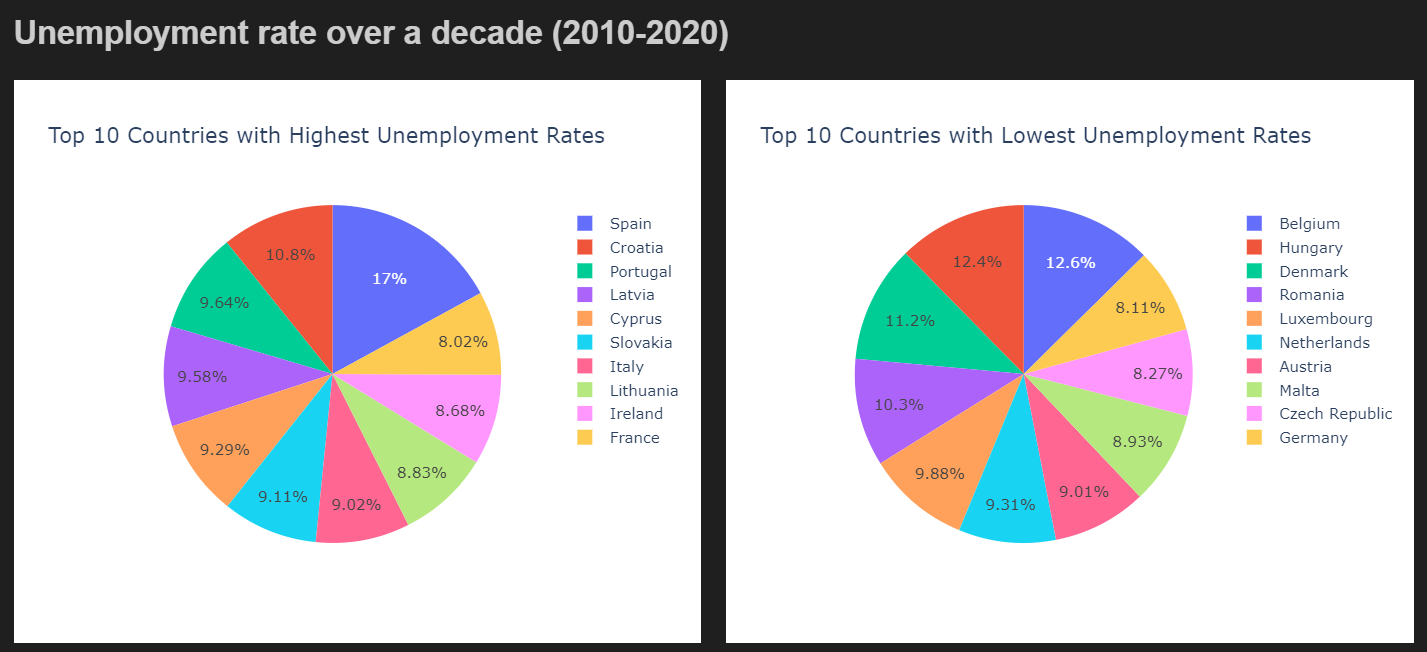 Unemployment rate over a decade (2010-2020)
Top 10 Countries with Highest Unemployment Rates
17%
10.8%
9.64%
9.58%
9.29%
9.11%
9.02%
8.83%
8.68%
8.02%
Spain
Croatia
Portugal
Latvia
Cyprus
Slovakia
Italy
Lithuania
Ireland
France
Top 10 Countries with Lowest Unemployment Rates
12.6%
12.4%
11.2%
10.3%
9.88%
9.31%
9.01%
8.93%
8.27%
8.11%
Belgium
Hungary
Denmark
Romania
Luxembourg
Netherlands
Austria
Malta
Czech Republic
Germany